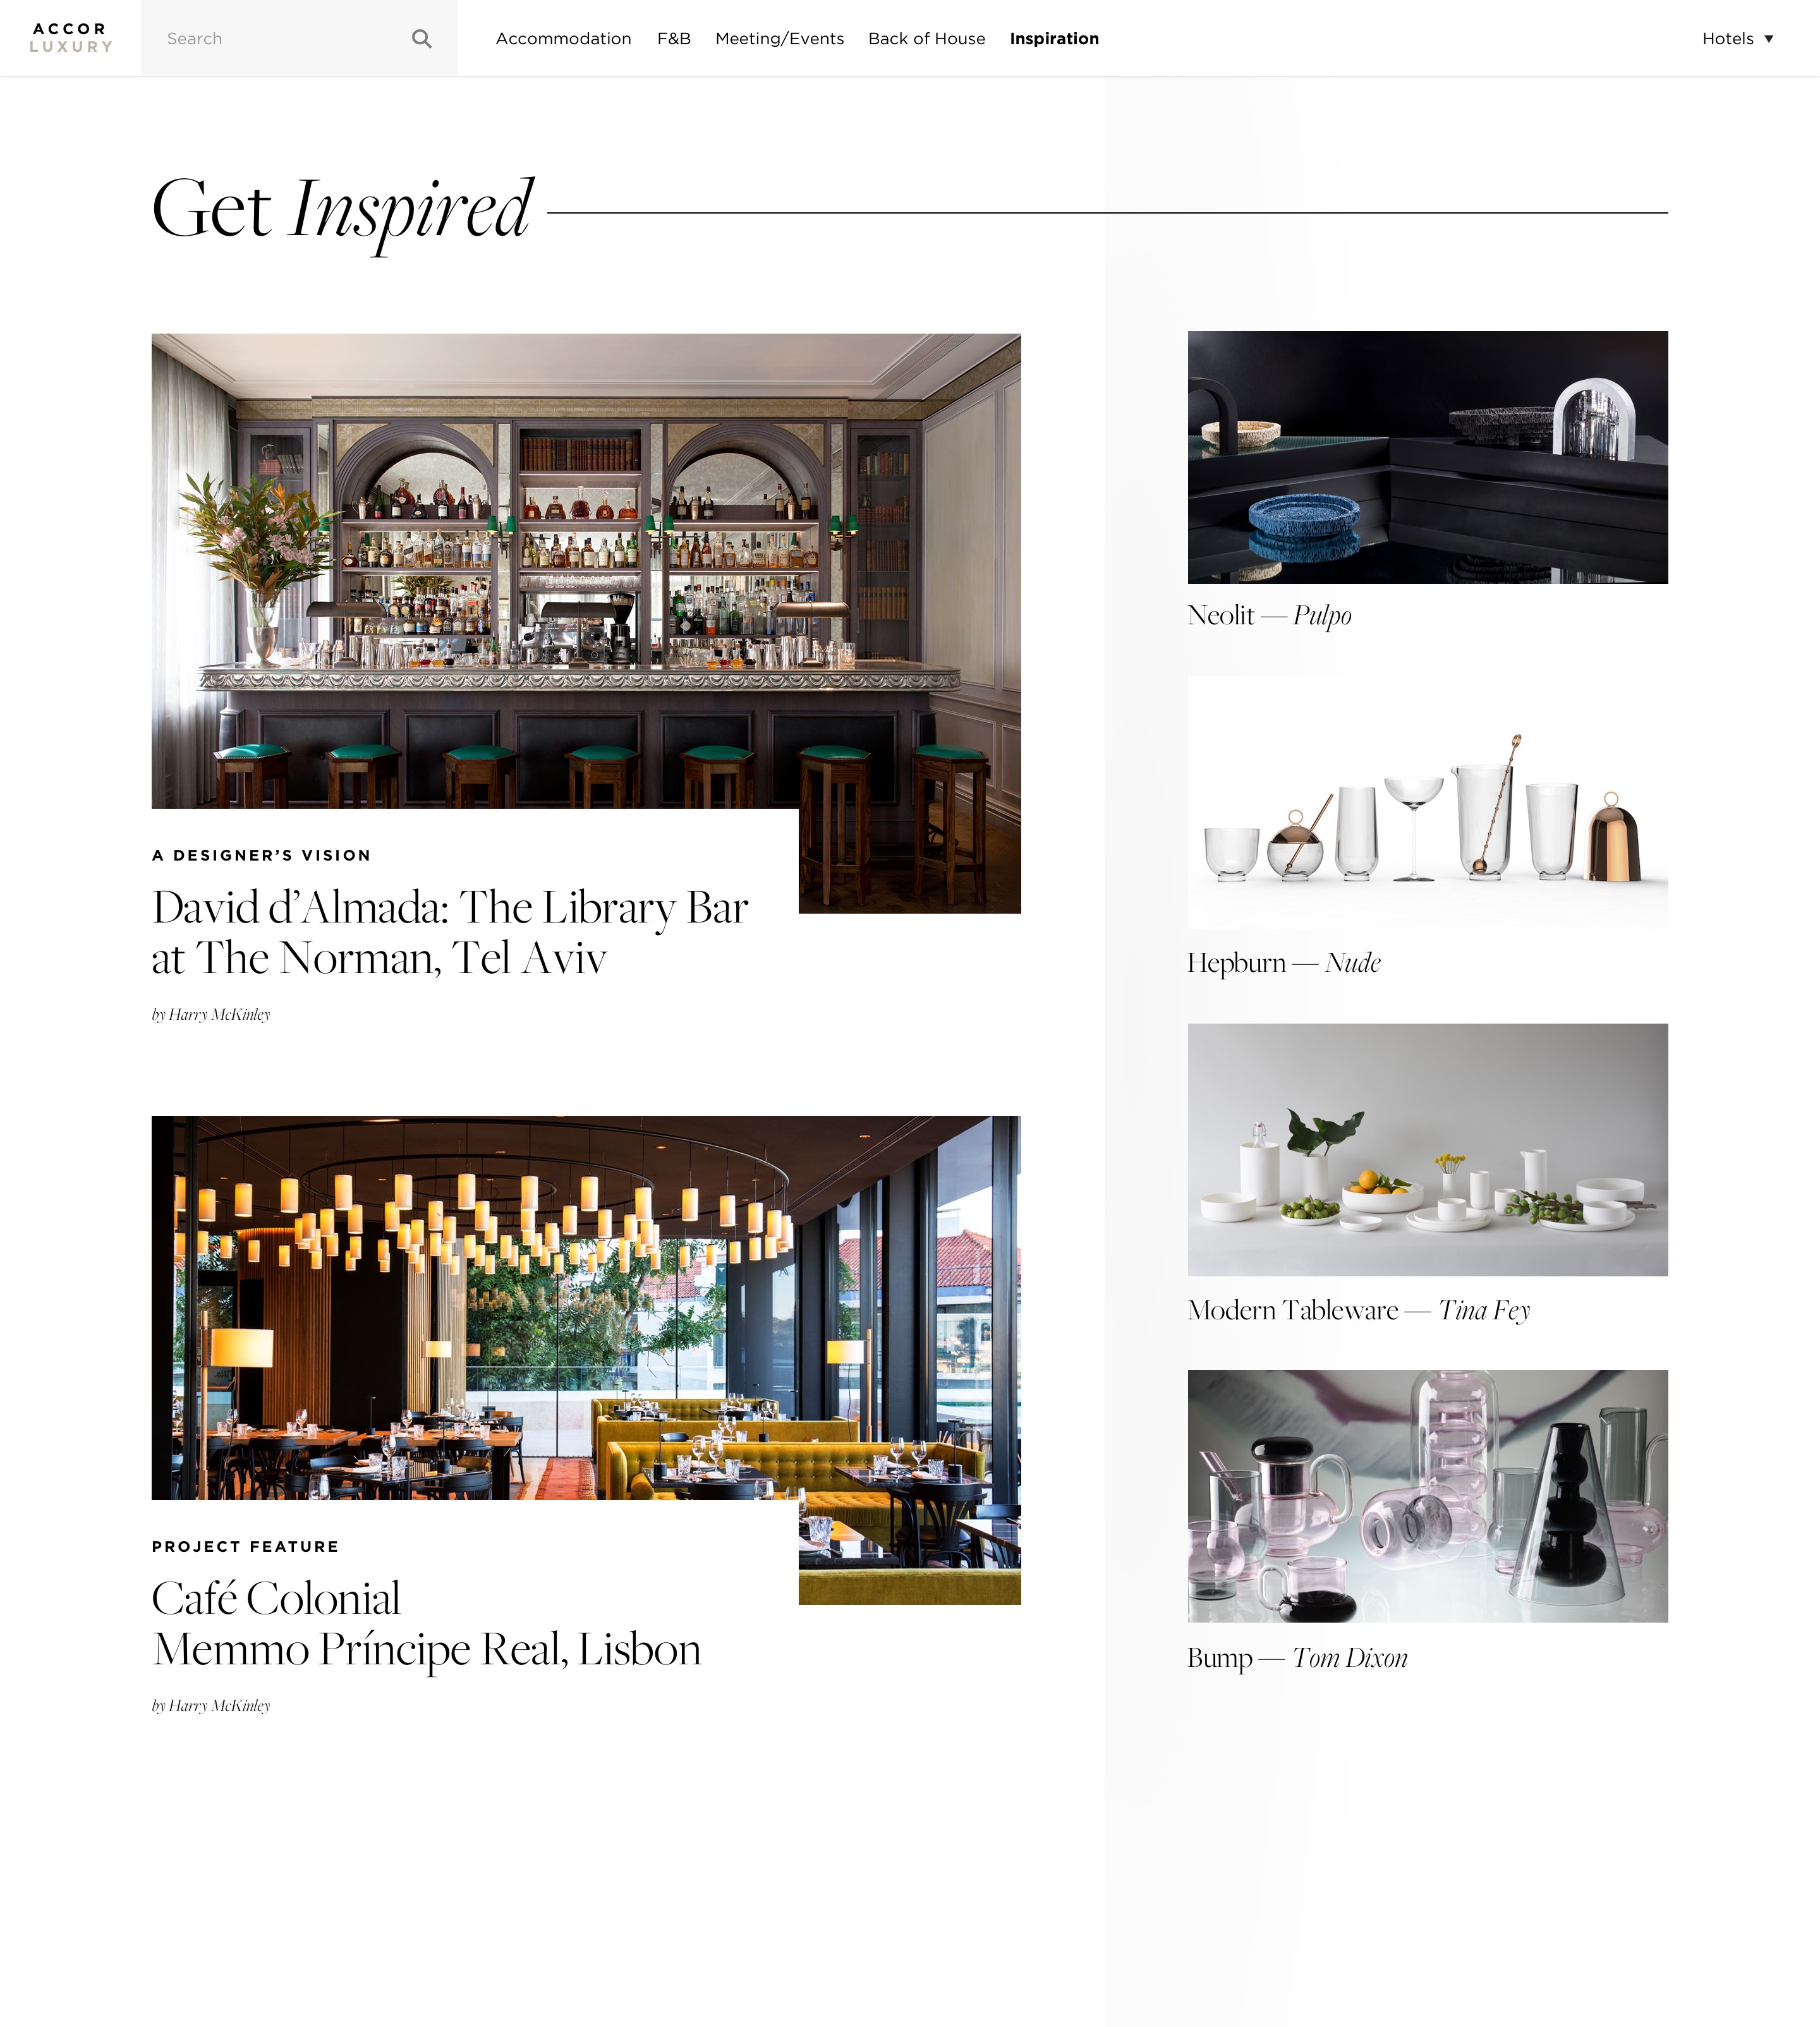 ACCOR
LUXURY
Search
Accommodation
F&B
Meeting/Events
Back of House
Inspiration
Hotels ▼
Get Inspired
A DESIGNER’S VISION
David d’Almada: The Library Bar
at The Norman, Tel Aviv
by Harry McKinley
PROJECT FEATURE
Café Colonial
Memmo Príncipe Real, Lisbon
by Harry McKinley
Neolit — Pulpo
Hepburn — Nude
Modern Tableware — Tina Fey
Bump — Tom Dixon